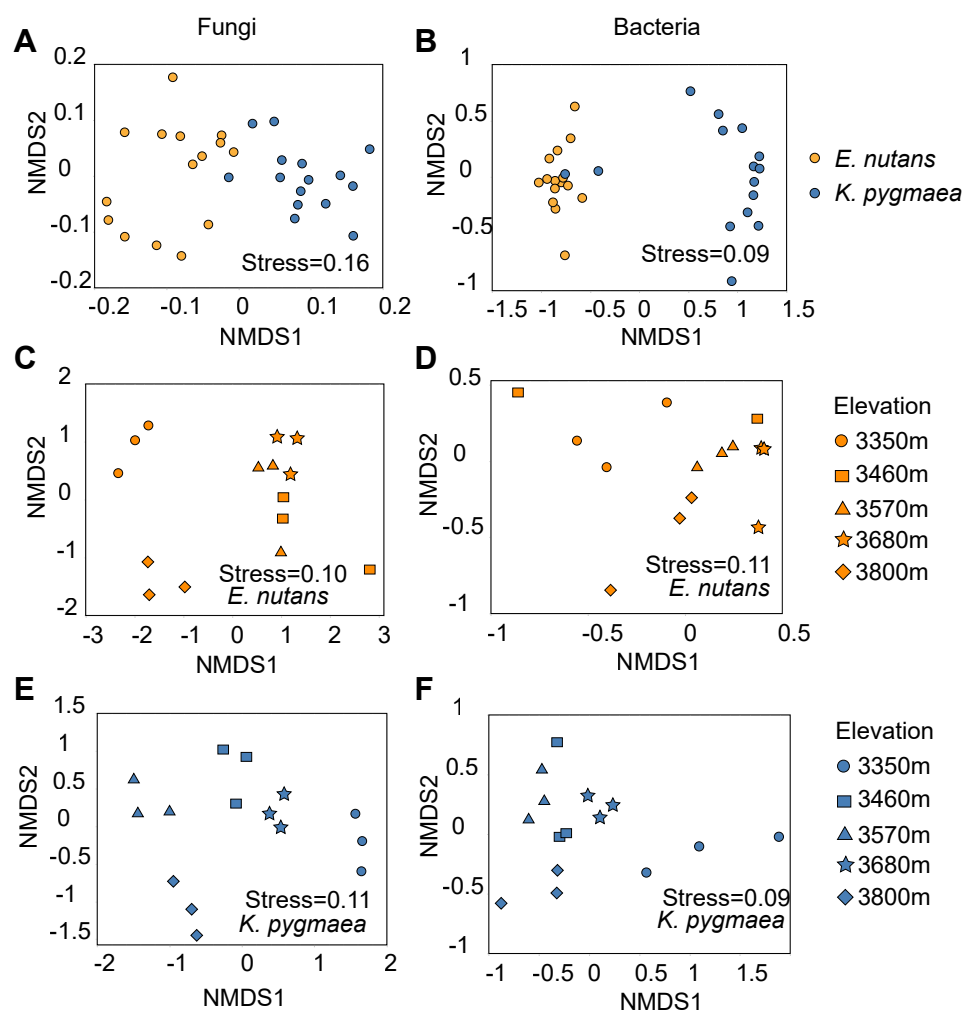 Fungi
Bacteria
A
B
0.2
0.1
0
-0.1
-0.2
NMDS2
-0.2
-0.1
0
0.1
0.2
NMDS1
Stress=0.16
1
0.5
0
-0.5
-1
NMDS2
-1.5
-1
-0.5
0
0.5
1
1.5
NMDS1
Stress=0.09
E. nutans
K. pygmaea
C
D
2
1
0
-1
-2
NMDS2
-3
-2
-1
0
1
2
3
NMDS1
Stress=0.10
E. nutans
0.5
0
-0.5
-1
NMDS2
-1
-0.5
0
0.5
NMDS1
Stress=0.11
E. nutans
Elevation
3350m
3460m
3570m
3680m
3800m
E
F
1.5
1
0.5
0
-0.5
-1
-1.5
NMDS2
-2
-1
0
1
2
NMDS1
Stress=0.11
K. pygmaea
1
0.5
0
-0.5
-1
NMDS2
-1
-0.5
0
0.5
1
1.5
NMDS1
Stress=0.09
K. pygmaea
Elevation
3350m
3460m
3570m
3680m
3800m